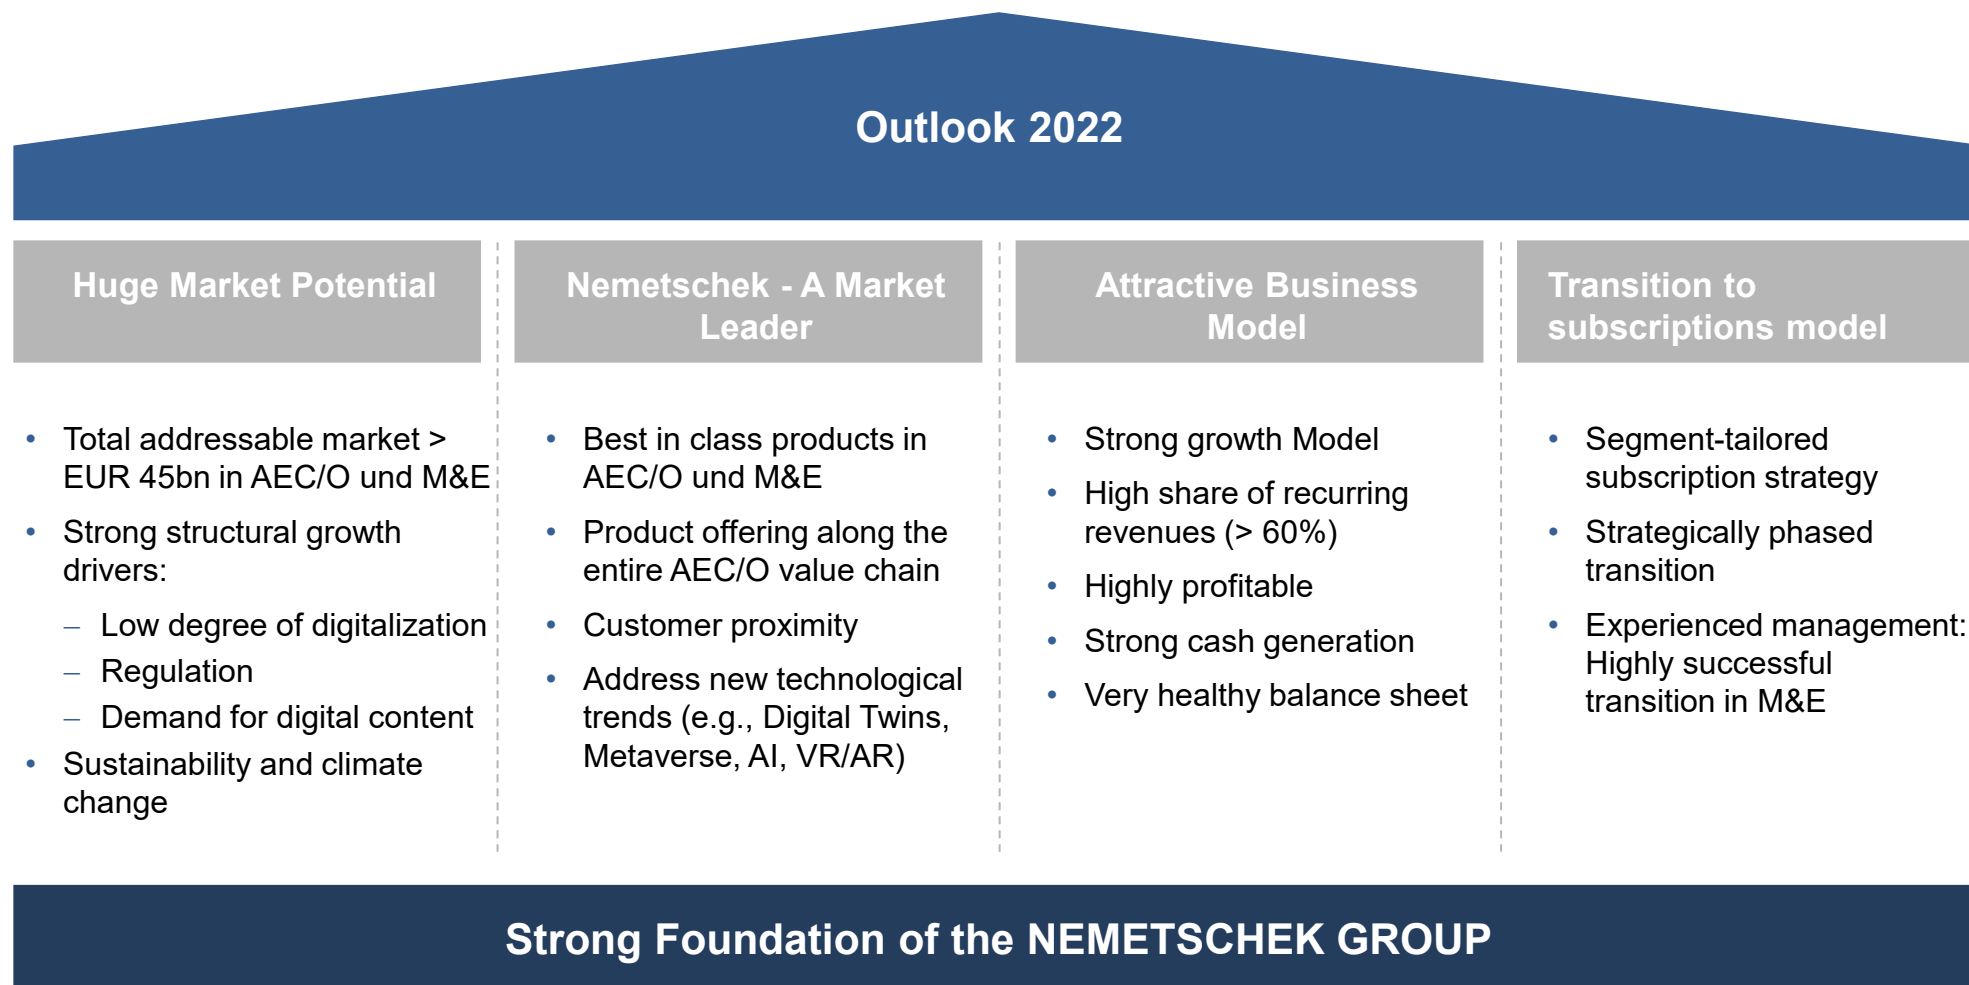 Outlook 2022
Huge Market Potential
• Total addressable market >
EUR 45bn in AEC/O und M&E
• Strong structural growth
drivers:
– Low degree of digitalization
– Regulation
– Demand for digital content
• Sustainability and climate
change
Nemetschek - A Market
Leader
• Best in class products in
AEC/O und M&E
• Product offering along the
entire AEC/O value chain
• Customer proximity
• Address new technological
trends (e.g., Digital Twins,
Metaverse, AI, VR/AR)
Attractive Business
Model
• Strong growth Model
• High share of recurring
revenues (> 60%)
• Highly profitable
• Strong cash generation
• Very healthy balance sheet
Transition to
subscriptions model
• Segment-tailored
subscription strategy
• Strategically phased
transition
• Experienced management:
Highly successful
transition in M&E
Strong Foundation of the NEMETSCHEK GROUP